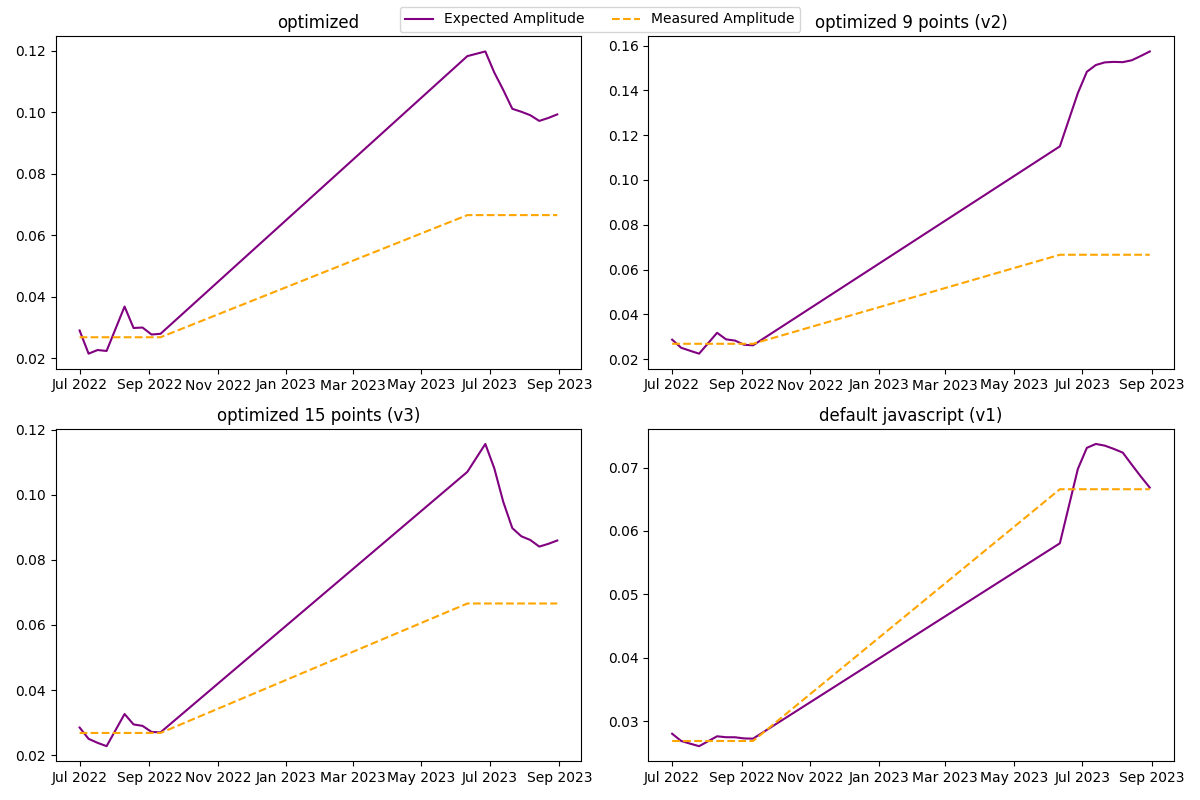 Expected Amplitude Measured Amplitude
optimized
0.12
0.10
0.08
0.06
0.04
0.02
Jul 2022 Sep 2022 Nov 2022 Jan 2023 Mar 2023 May 2023 Jul 2023 Sep 2023
optimized 9 points (v2)
0.16
0.14
0.12
0.10
0.08
0.06
0.04
0.02
Jul 2022 Sep 2022 Nov 2022 Jan 2023 Mar 2023 May 2023 Jul 2023 Sep 2023
optimized 15 points (v3)
0.12
0.10
0.08
0.06
0.04
0.02
Jul 2022 Sep 2022 Nov 2022 Jan 2023 Mar 2023 May 2023 Jul 2023 Sep 2023
default javascript (v1)
0.07
0.06
0.05
0.04
0.03
Jul 2022 Sep 2022 Nov 2022 Jan 2023 Mar 2023 May 2023 Jul 2023 Sep 2023